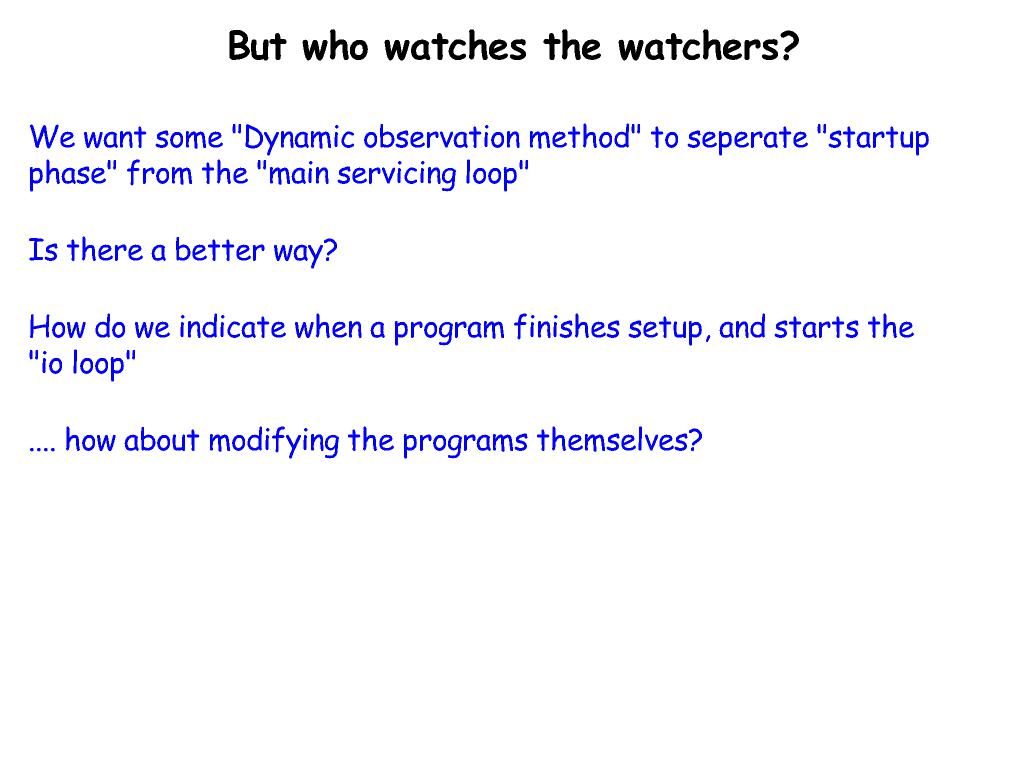 But who watches the watchers?
We want some "Dynamic observation method" to seperate "startup
phase" from the "main servicing loop"
Is there a better way?
How do we indicate when a program finishes setup, and starts the
"io loop"
.... how about modifying the programs themselves?